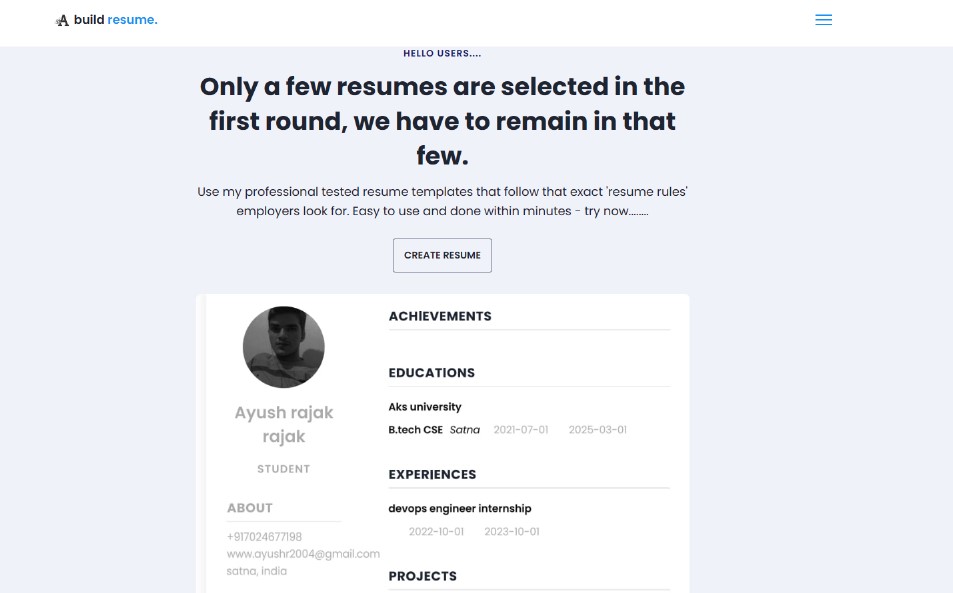 A build resume.
HELLO USERS....
Only a few resumes are selected in the
first round, we have to remain in that
few.
Use my professional tested resume templates that follow that exact 'resume rules'
employers look for. Easy to use and done within minutes - try now........
CREATE RESUME
Ayush rajak
rajak
STUDENT
ABOUT
+917024677198
www.ayushr2004@gmail.com
satna, india
ACHIEVEMENTS
EDUCATIONS
Aks university
B.tech CSE Satna 2021-07-01 2025-03-01
EXPERIENCES
devops engineer internship
2022-10-01 2023-10-01
PROJECTS